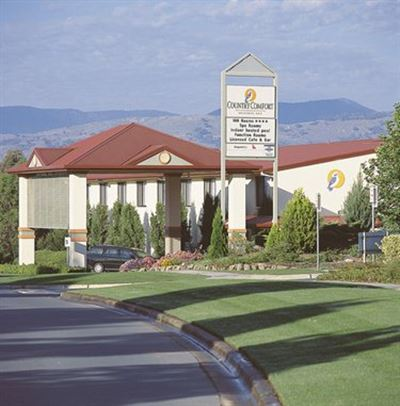 COUNTRY COMFORT
100 Rooms ★★★★
Spa Rooms
Indoor heated pool
Function Rooms
Licensed Cafe & Bar